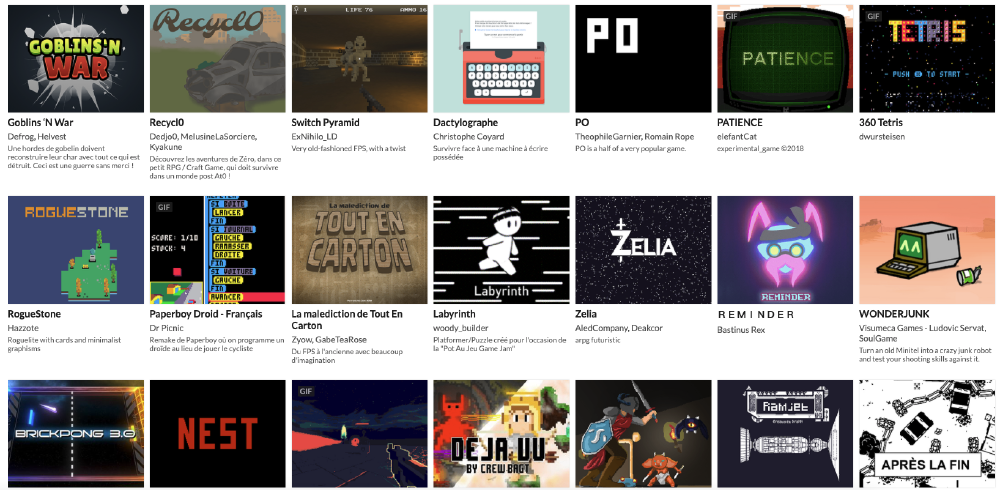 GOBLINS'N
WAR
Goblins 'N War
Defrog, Helvest
Une hordes de gobelin doivent
reconstruire leur char avec tout ce qui est
détruit. Ceci est une guerre sans merci !
Recycl0
Recycl0
Dedjo0, MelusineLaSorciere,
Kyakune
Découvrez les aventures de Zéro, dans ce
petit RPG / Craft Game, qui doit survivre
dans un monde post At0 !
1 LIFE 76 AMMO 16
Switch Pyramid
ExNihilo_LD
Very old-fashioned FPS, with a twist
Dactylographe
Christophe Coyard
Survivre face à une machine à écrire
possédée
PO
PO
TheophileGarnier, Romain Rope
PO is a half of a very popular game.
GIF
PATIENCE
PATIENCE
elefantCat
experimental_game ©2018
GIF
TETRIS
- PUSH TO START -
360 Tetris
dwursteisen
ROGUESTONE
RogueStone
Hazzote
Roguelite with cards and minimalist
graphisms
GIF
SCORE: 1/10
STOCK: 4
REPETER
SI DROITE
LANCER
FIN
SI JOURNAL
GAUCHE
RAMASSER
DROITE
FIN
SI VOITURE
GAUCHE
FIN
AVANCER
Paperboy Droid - Français
Dr Picnic
Remake de Paperboy où on programme un
droïde au lieu de jouer le cycliste
La malediction de
TOUT EN
CARTON
La malediction de Tout En
Carton
Zyow, GabeTeaRose
Du FPS à l'ancienne avec beaucoup
d'imagination
Labyrinth
Labyrinth
woody_builder
Platformer/Puzzle créé pour l'occasion de
la "Pot Au Jeu Game Jam"
ZELIA
Zelia
AledCompany, Deakcor
arpg futuristic
REMINDER
REMINDER
Bastinus Rex
WONDERJUNK
Visumeca Games - Ludovic Servat,
SoulGame
Turn an old Minitel into a crazy junk robot
and test your shooting skills against it.
BRICKPONG 3.0
NEST
GIF
DEJA VU
BY CREW BAGT
RAMJET
APRÈS LA FIN